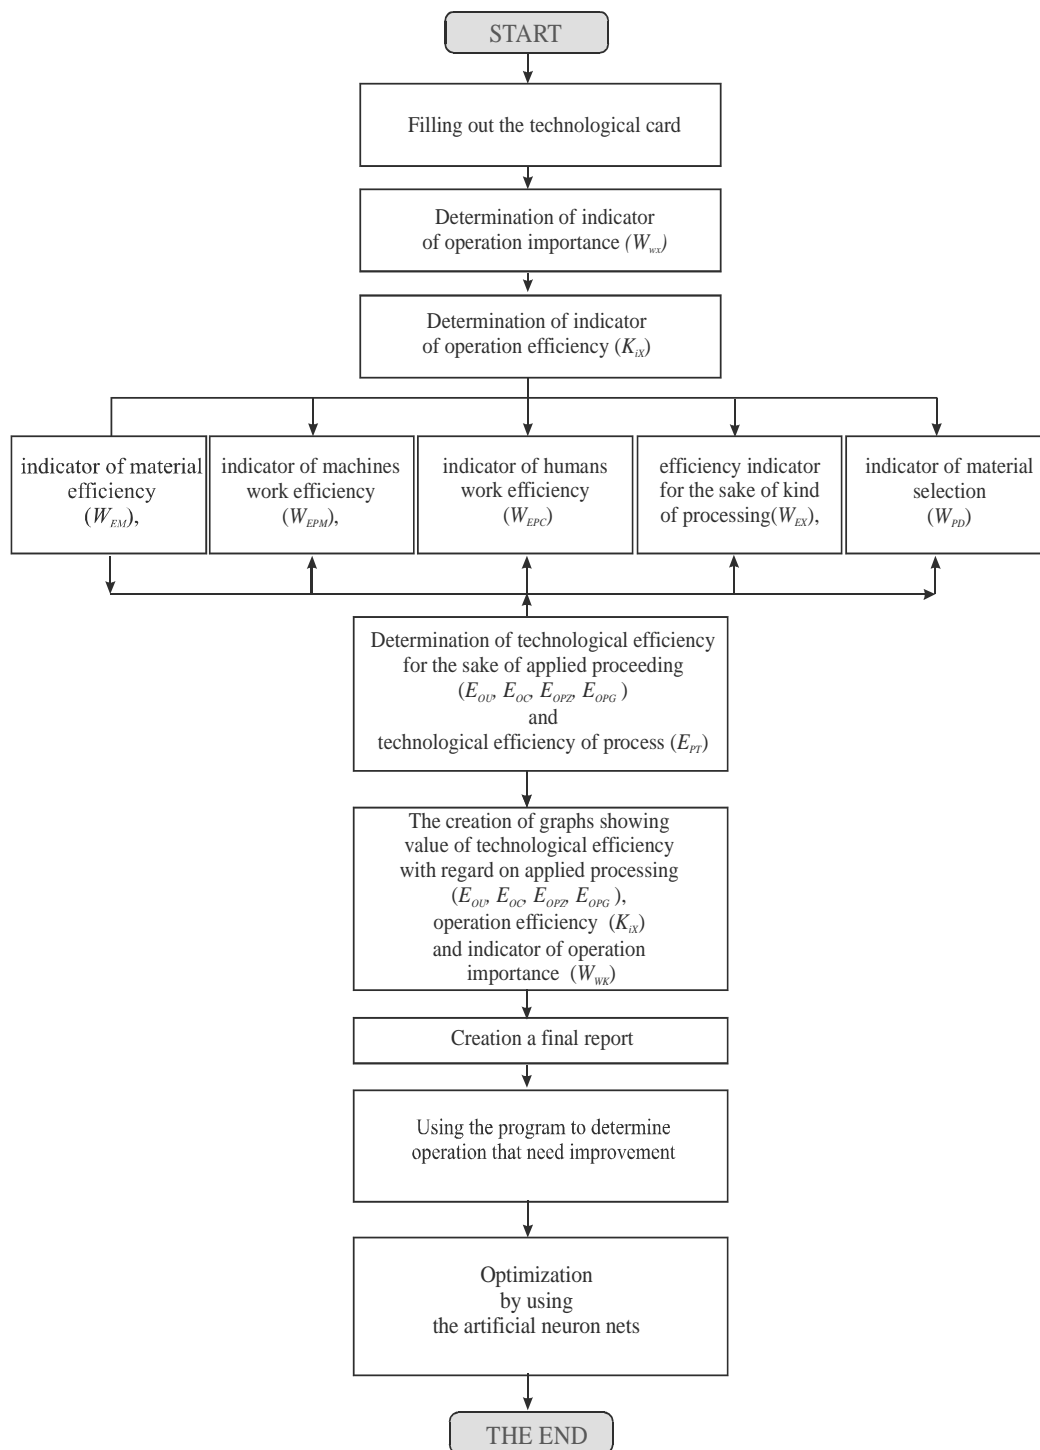 START
Filling out the technological card
Determination of indicator
of operation importance (Wwx)
Determination of indicator
of operation efficiency (KiX)
indicator of material
efficiency
(WEM),
indicator of machines
work efficiency
(WEPM),
indicator of humans
work efficiency
(WEPC)
efficiency indicator
for the sake of kind
of processing(WEX),
indicator of material
selection
(WPD)
Determination of technological efficiency
for the sake of applied proceeding
(EOU, EOC, EOPZ, EOPG )
and
technological efficiency of process (EPT)
The creation of graphs showing
value of technological efficiency
with regard on applied processing
(EOU, EOC, EOPZ, EOPG ),
operation efficiency (KiX)
and indicator of operation
importance (WWK)
Creation a final report
Using the program to determine
operation that need improvement
Optimization
by using
the artificial neuron nets
THE END